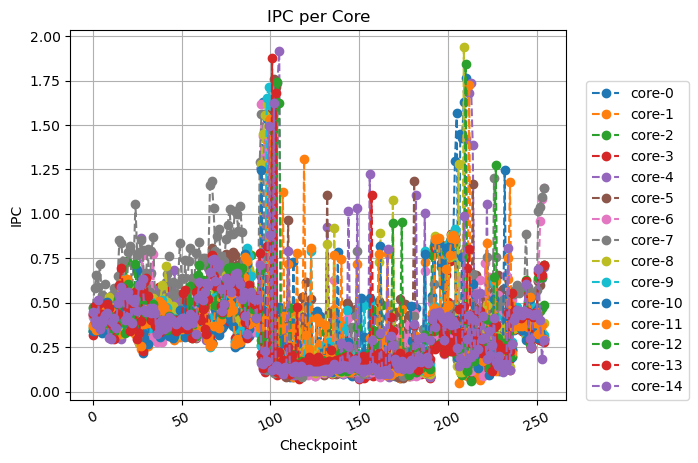 IPC per Core
2.00
1.75
1.50
1.25
1.00
0.75
0.50
0.25
0.00
IPC
0
50
100
150
200
250
Checkpoint
core-0
core-1
core-2
core-3
core-4
core-5
core-6
core-7
core-8
core-9
core-10
core-11
core-12
core-13
core-14